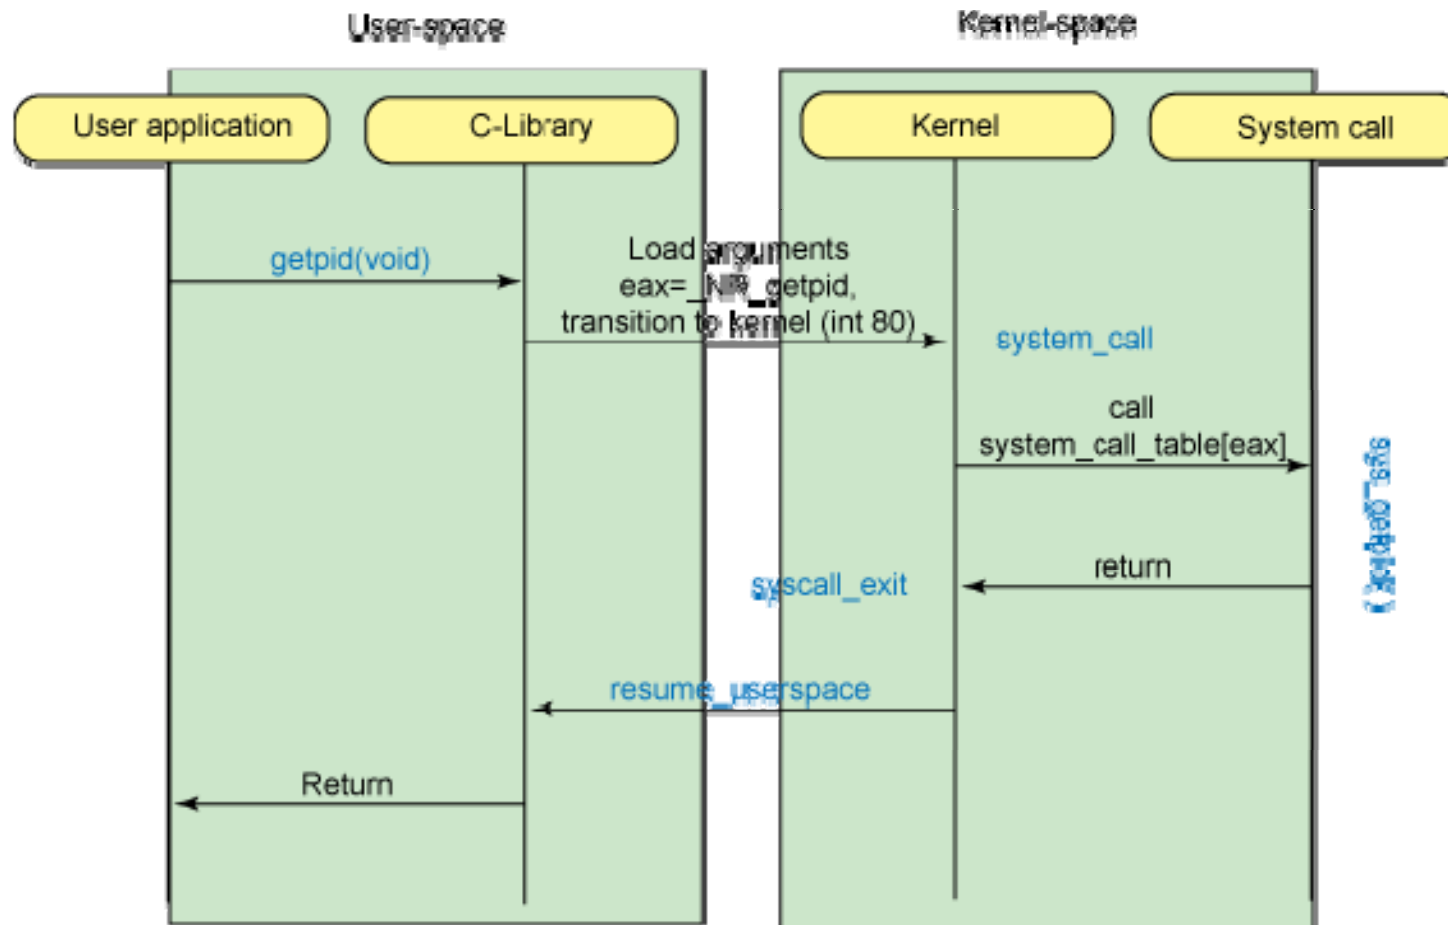 User-space
Kernel-space
User application
C-Library
Kernel
System call
getpid(void)
Load arguments
eax=_NR_getpid,
transition to kernel (int 80)
system_call
call
system_call_table[eax]
sys_getpid( )
return
syscall_exit
resume_userspace
Return